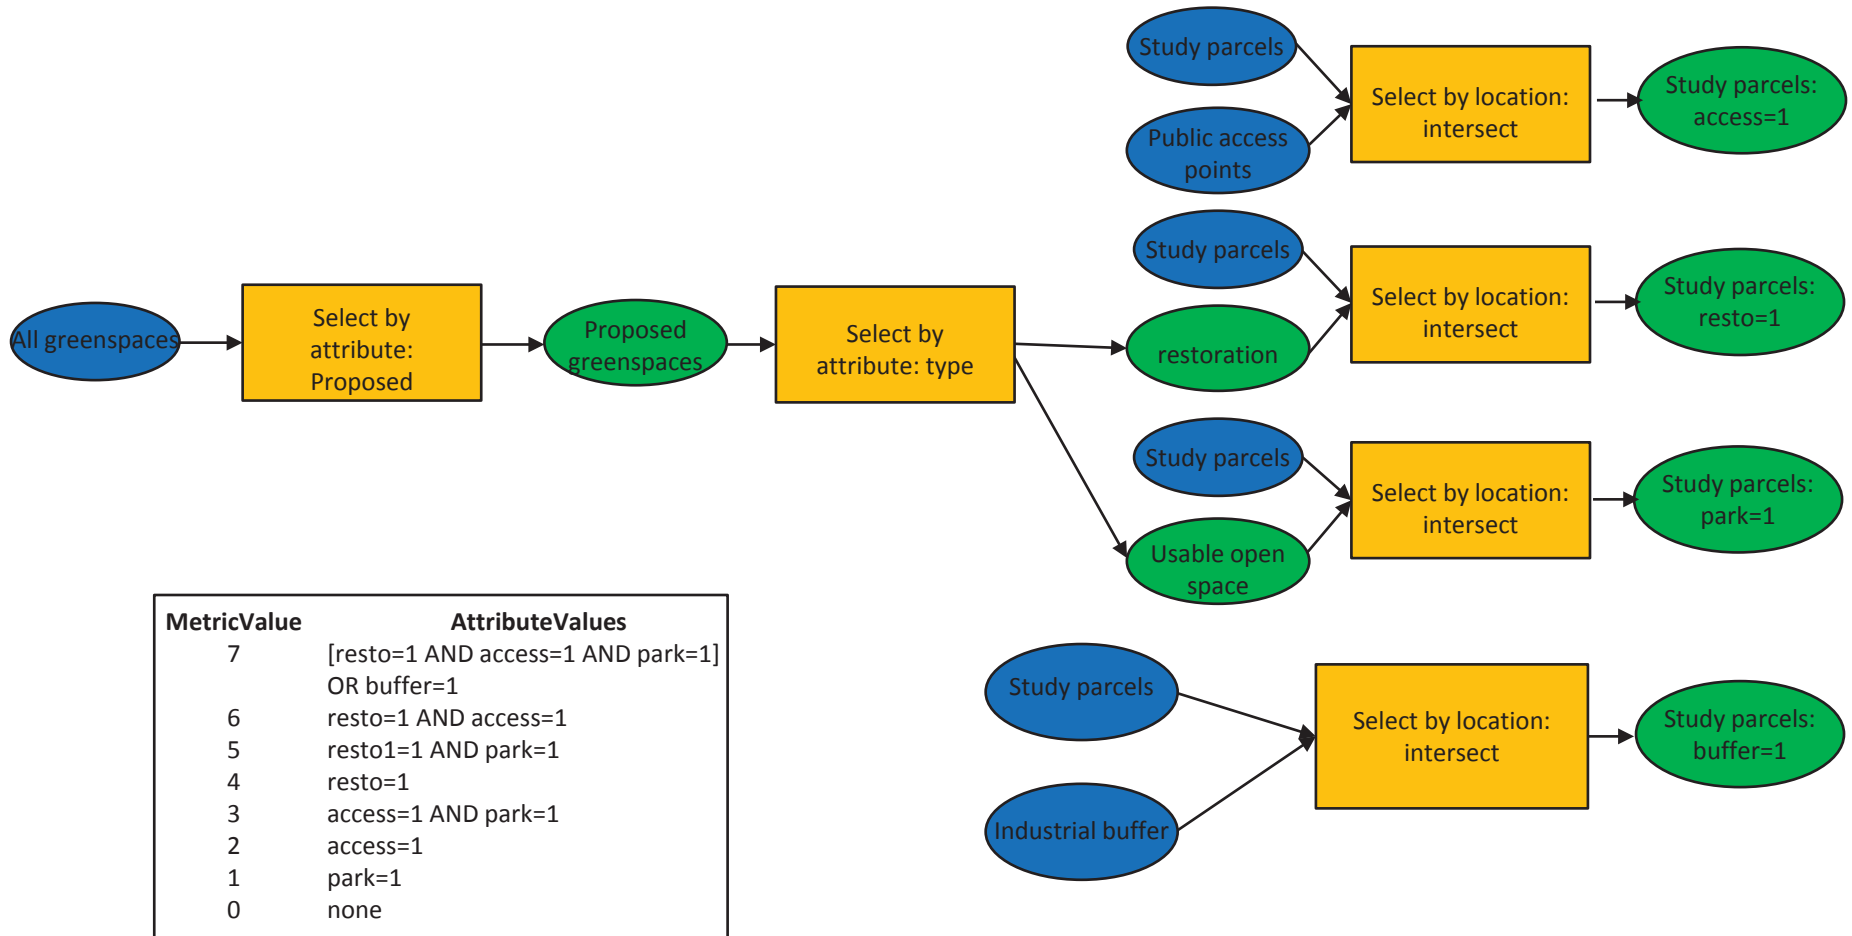 Study parcels
Public access
points
Select by location:
intersect
Study parcels:
access=1
Study parcels
restoration
Select by location:
intersect
Study parcels:
resto=1
All greenspaces
Select by
attribute:
Proposed
Proposed
greenspaces
Select by
attribute: type
Study parcels
Usable open
space
Select by location:
intersect
Study parcels:
park=1
Study parcels
Industrial buffer
Select by location:
intersect
Study parcels:
buffer=1
MetricValue AttributeValues
7 [resto=1 AND access=1 AND park=1]
OR buffer=1
6 resto=1 AND access=1
5 resto1=1 AND park=1
4 resto=1
3 access=1 AND park=1
2 access=1
1 park=1
0 none